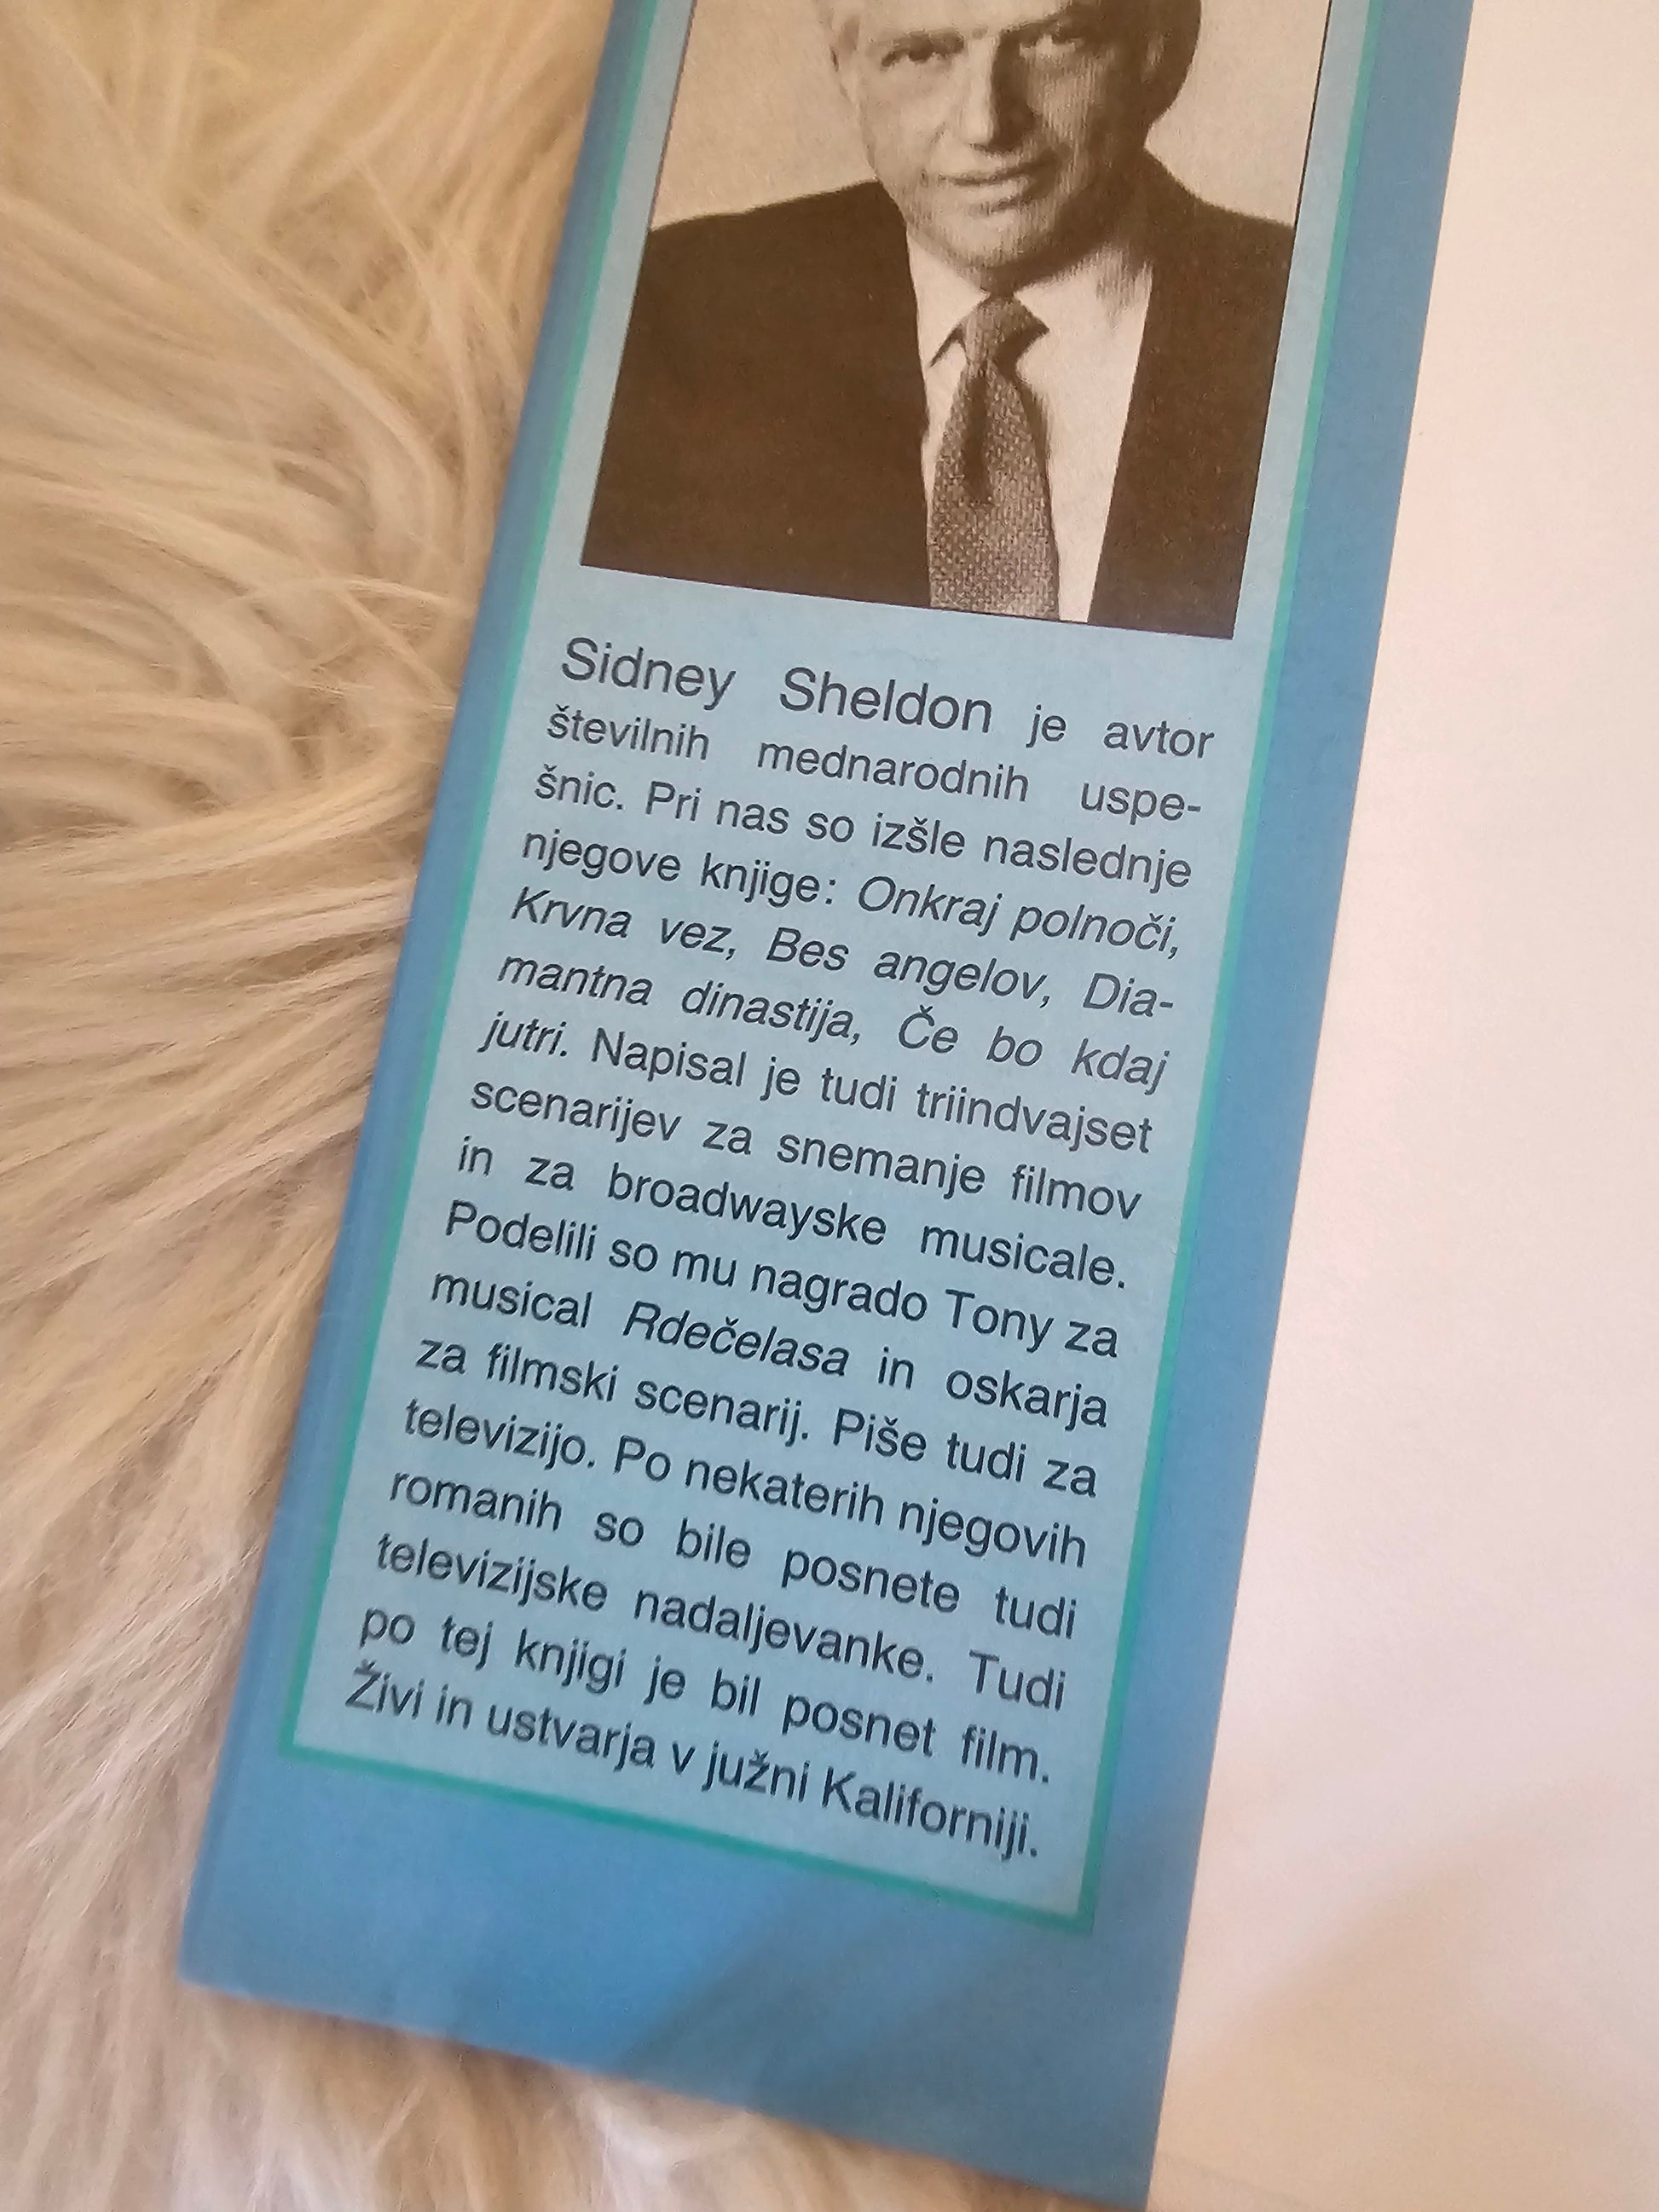 Sidney Sheldon je avtor
številnih mednarodnih uspe-
šnic. Pri nas so izšle naslednje
njegove knjige: Onkraj polnoči,
Krvna vez, Bes angelov, Dia-
mantna dinastija, Če bo kdaj
jutri. Napisal je tudi triindvajset
scenarijev za snemanje filmov
in za broadwayske musicale.
Podelili so mu nagrado Tony za
musical Rdečelasa in oskarja
za filmski scenarij. Piše tudi za
televizijo. Po nekaterih njegovih
romanih so bile posnete tudi
televizijske nadaljevanke. Tudi
po tej knjigi je bil posnet film.
Živi in ustvarja v južni Kaliforniji.